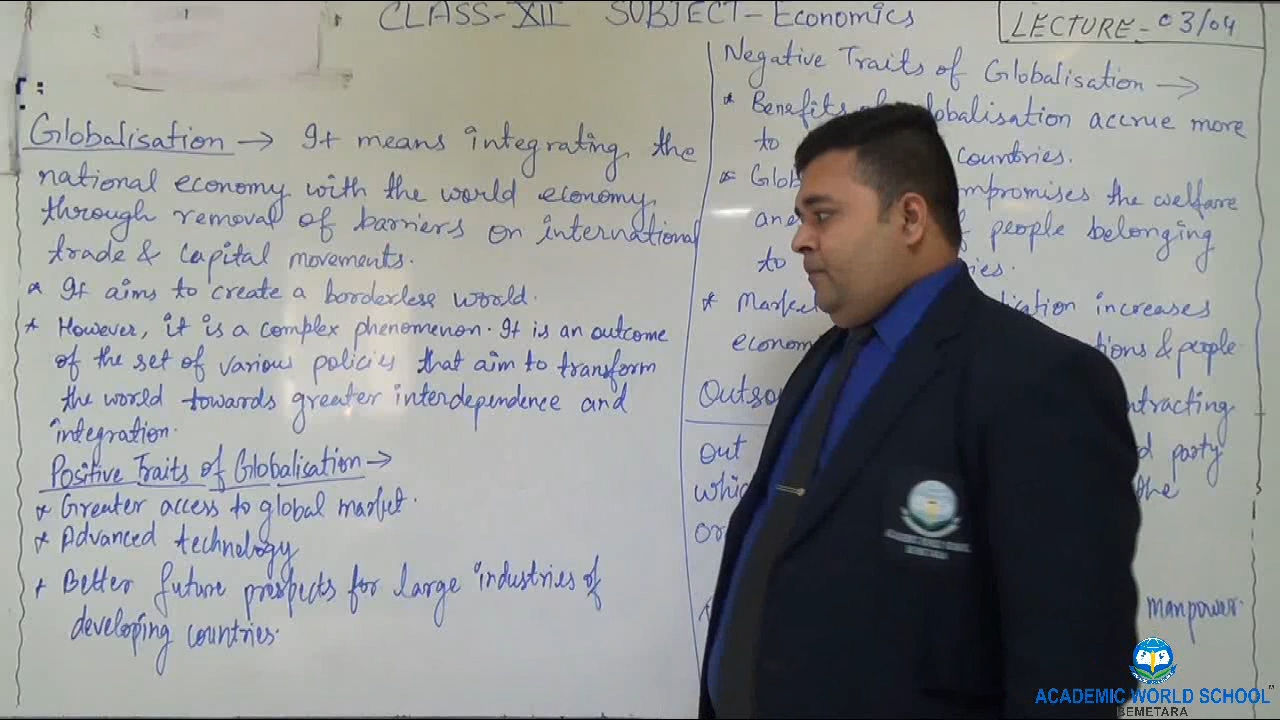 CLASS-XII SUBJECT-Economics
LECTURE-03/04
Globalisation → It means integrating the
national economy with the world economy
through removal of barriers on international
trade & capital movements.
* It aims to create a borderless world.
* However, it is a complex phenomenon. It is an outcome
of the set of various policies that aim to transform
the world towards greater interdependence and
integration.
Positive Traits of Globalisation →
* Greater access to global market.
* Advanced technology
* Better future prospects for large industries of
developing countries.
Negative Traits of Globalisation →
* Benefits of globalisation accrue more
to countries.
* Glob mpromises the welfare
and f people belonging
to ies.
* Market isation increases
econom tions & people
Outso ntracting
out d party
whic the
or
manpower.
ACADEMIC WORLD SCHOOL
BEMETARA